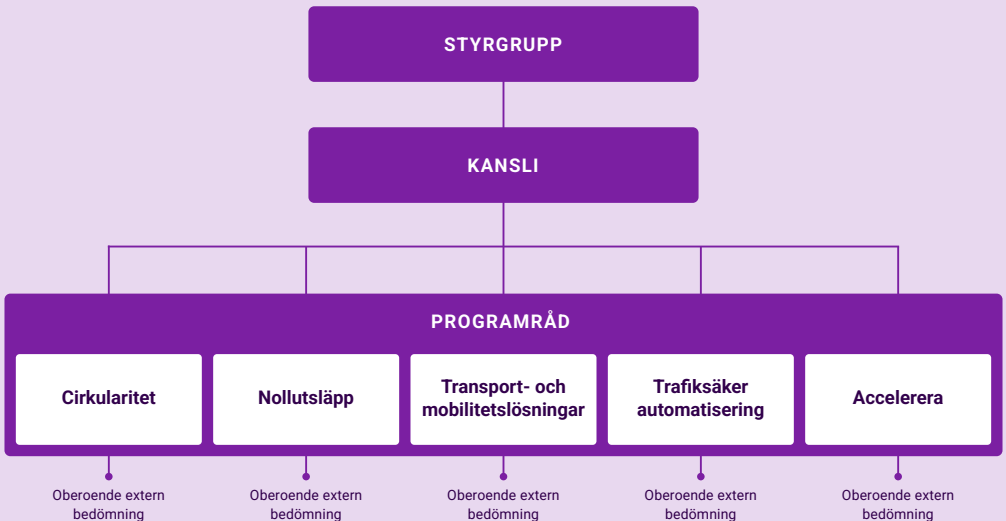 STYRGRUPP
KANSLI
PROGRAMRÅD
Cirkularitet
Nollutsläpp
Transport- och
mobilitetslösningar
Trafiksäker
automatisering
Accelerera
Oberoende extern
bedömning
Oberoende extern
bedömning
Oberoende extern
bedömning
Oberoende extern
bedömning
Oberoende extern
bedömning